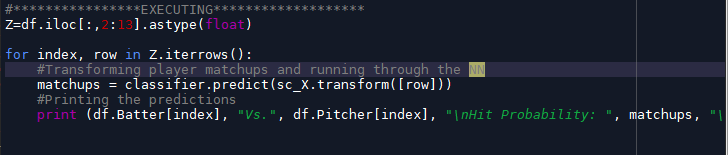 #****************EXECUTING*******************
Z=df.iloc[:,2:13].astype(float)
for index, row in Z.iterrows():
#Transforming player matchups and running through the NN
matchups = classifier.predict(sc_X.transform([row]))
#Printing the predictions
print (df.Batter[index], "Vs.", df.Pitcher[index], "\nHit Probability: ", matchups, "\